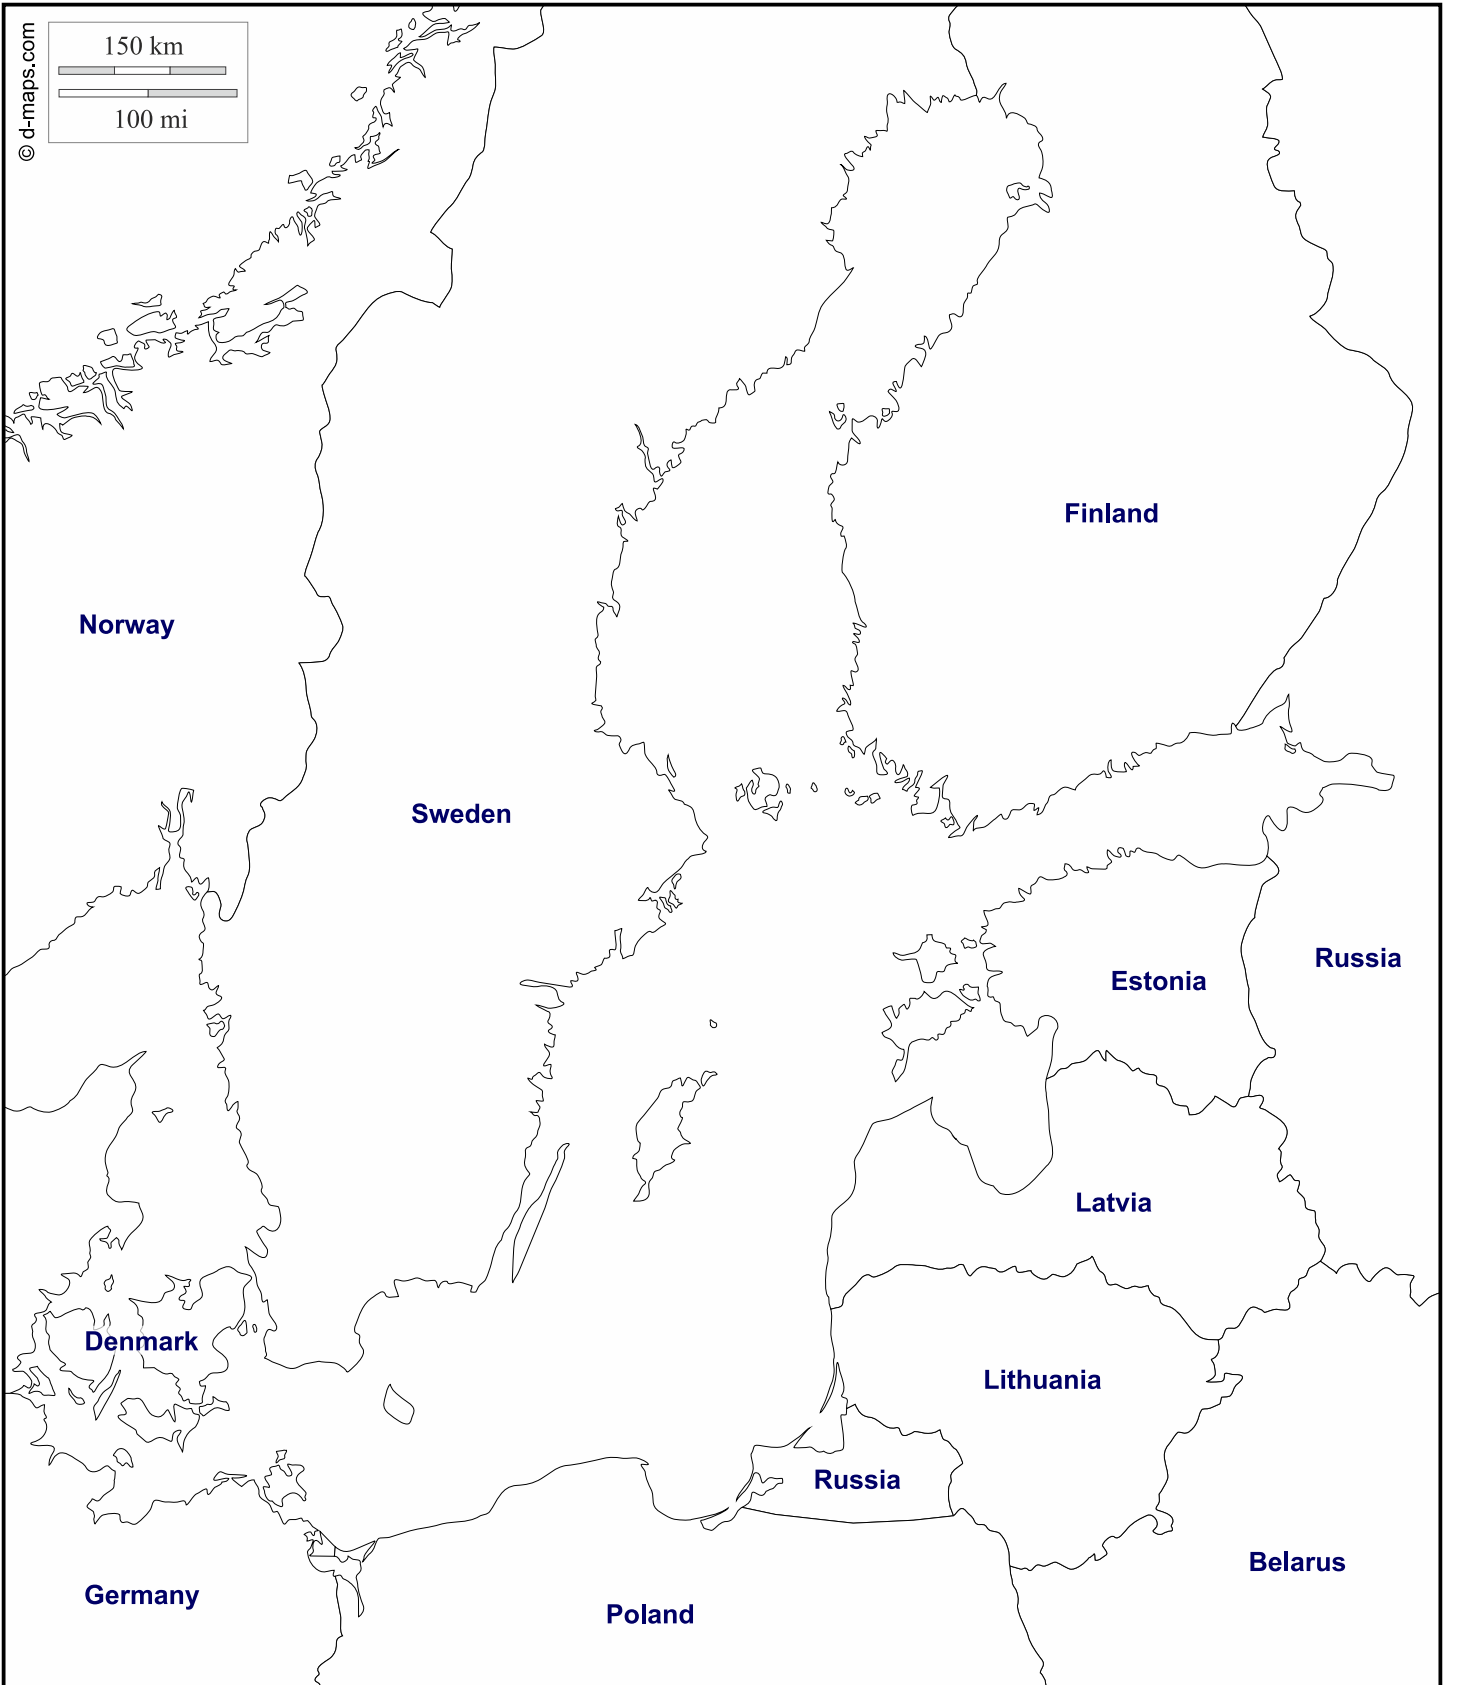 © d-maps.com
150 km
100 mi
Finland
Norway
Sweden
Russia
Estonia
Latvia
Denmark
Lithuania
Russia
Belarus
Germany
Poland